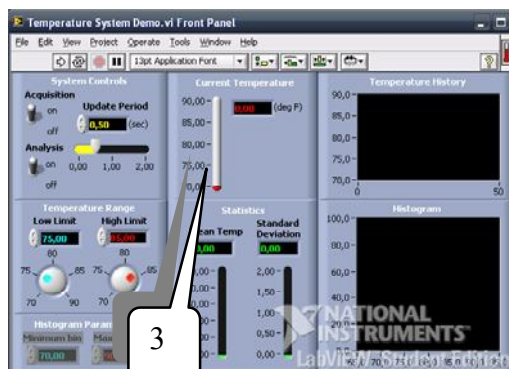 Temperature System Demo.vi Front Panel
File Edit View Project Operate Tools Window Help
13pt Application Font
System Controls
Acquisition
on
off
Update Period
0,50 (sec)
Analysis
on
off
0,00 1,00 2,00
Current Temperature
90,00
85,00
80,00
75,00
70,0
0,00 (deg F)
Temperature History
90,0
85,0
80,0
75,0
70,0
0 50
Temperature Range
Low Limit High Limit
75,00 85,00
80 80
75 85 75 85
70 90 70
Statistics
Mean Temp
Standard
Deviation
0,00 0,00
2,00
1,50
1,00
0,50
0,00
Histogram
100,0
80,0
60,0
40,0
20,0
0,0
Histogram
Minimum bin
70,00
3
NATIONAL
INSTRUMENTS
LabVIEW Student Edition